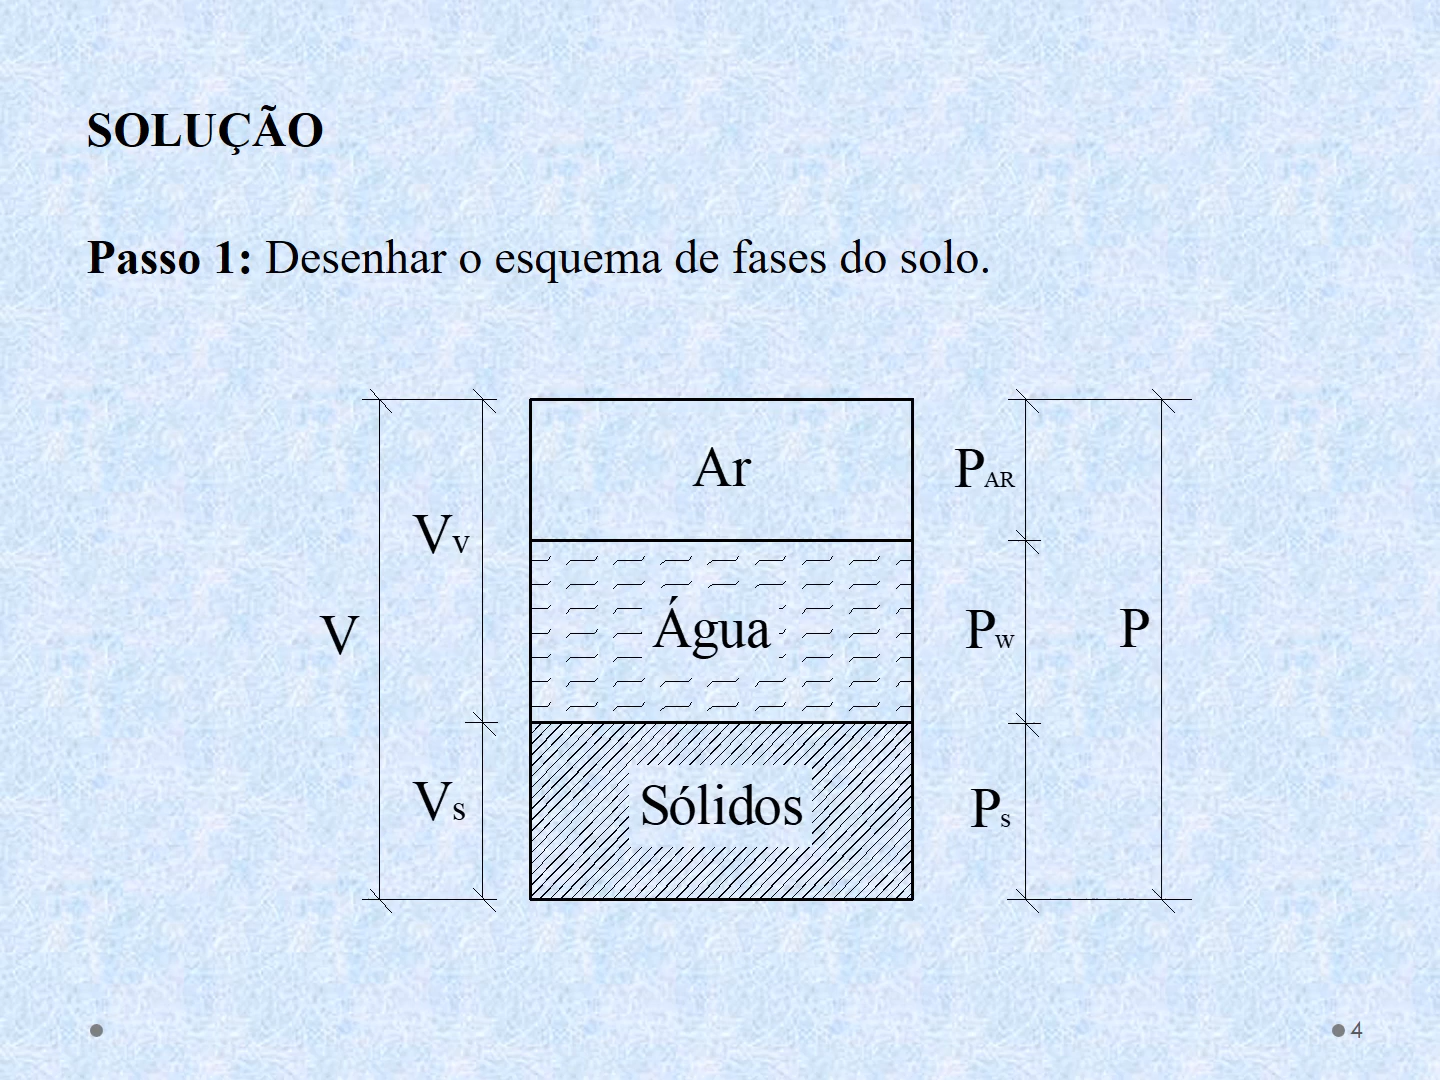 SOLUÇÃO
Passo 1: Desenhar o esquema de fases do solo.
Ar
PAR
Vv
V
Água
Pw
P
Vs
Sólidos
Ps
4